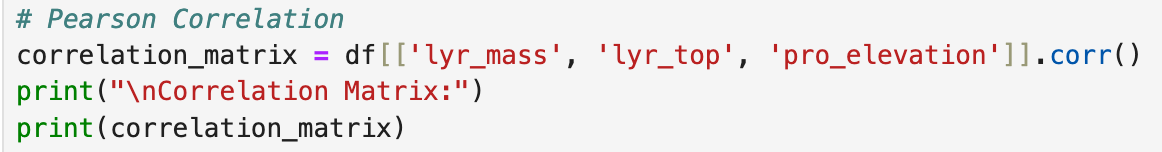 # Pearson Correlation
correlation_matrix = df[['lyr_mass', 'lyr_top', 'pro_elevation']].corr()
print("\nCorrelation Matrix:")
print(correlation_matrix)